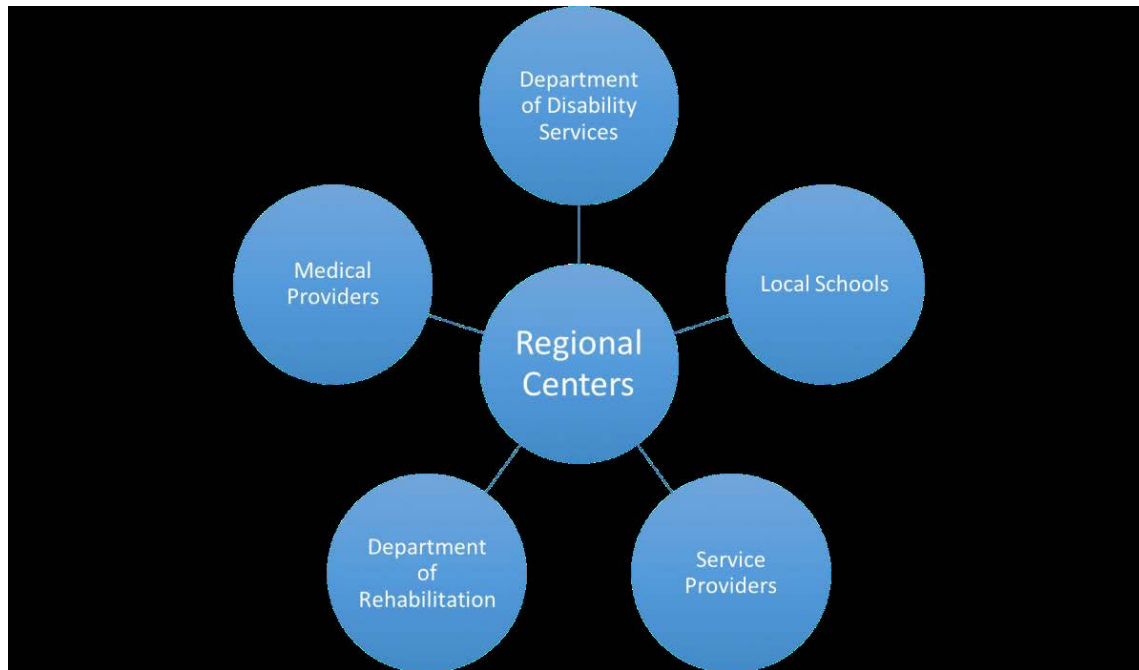 Department
of Disability
Services
Medical
Providers
Local Schools
Regional
Centers
Department
of
Rehabilitation
Service
Providers